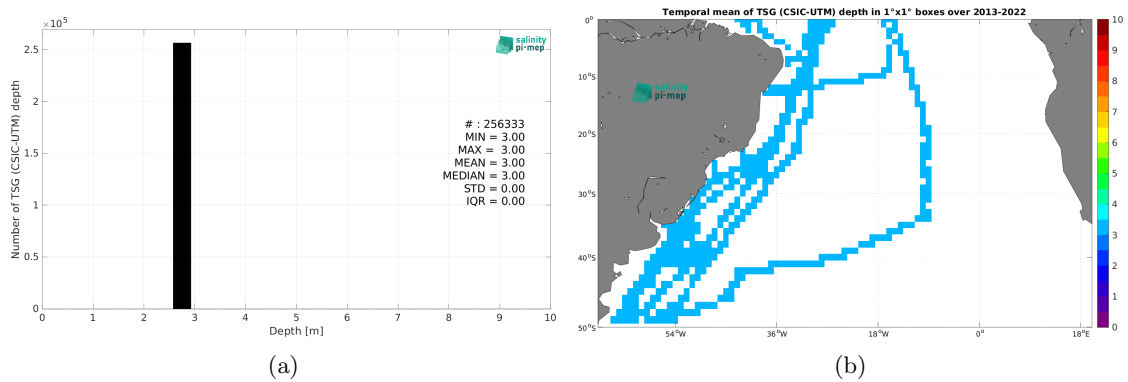 ×10⁵
2.5
2
1.5
1
0.5
0
0 1 2 3 4 5 6 7 8 9 10
Number of TSG (CSIC-UTM) depth
Depth [m]
salinity
pi-mep
# : 256333
MIN = 3.00
MAX = 3.00
MEAN = 3.00
MEDIAN = 3.00
STD = 0.00
IQR = 0.00
(a)
Temporal mean of TSG (CSIC-UTM) depth in 1°x1° boxes over 2013-2022
0°
10°S
20°S
30°S
40°S
50°S
54°W 36°W 18°W 0° 18°E
salinity
pi-mep
10
9
8
7
6
5
4
3
2
1
0
(b)